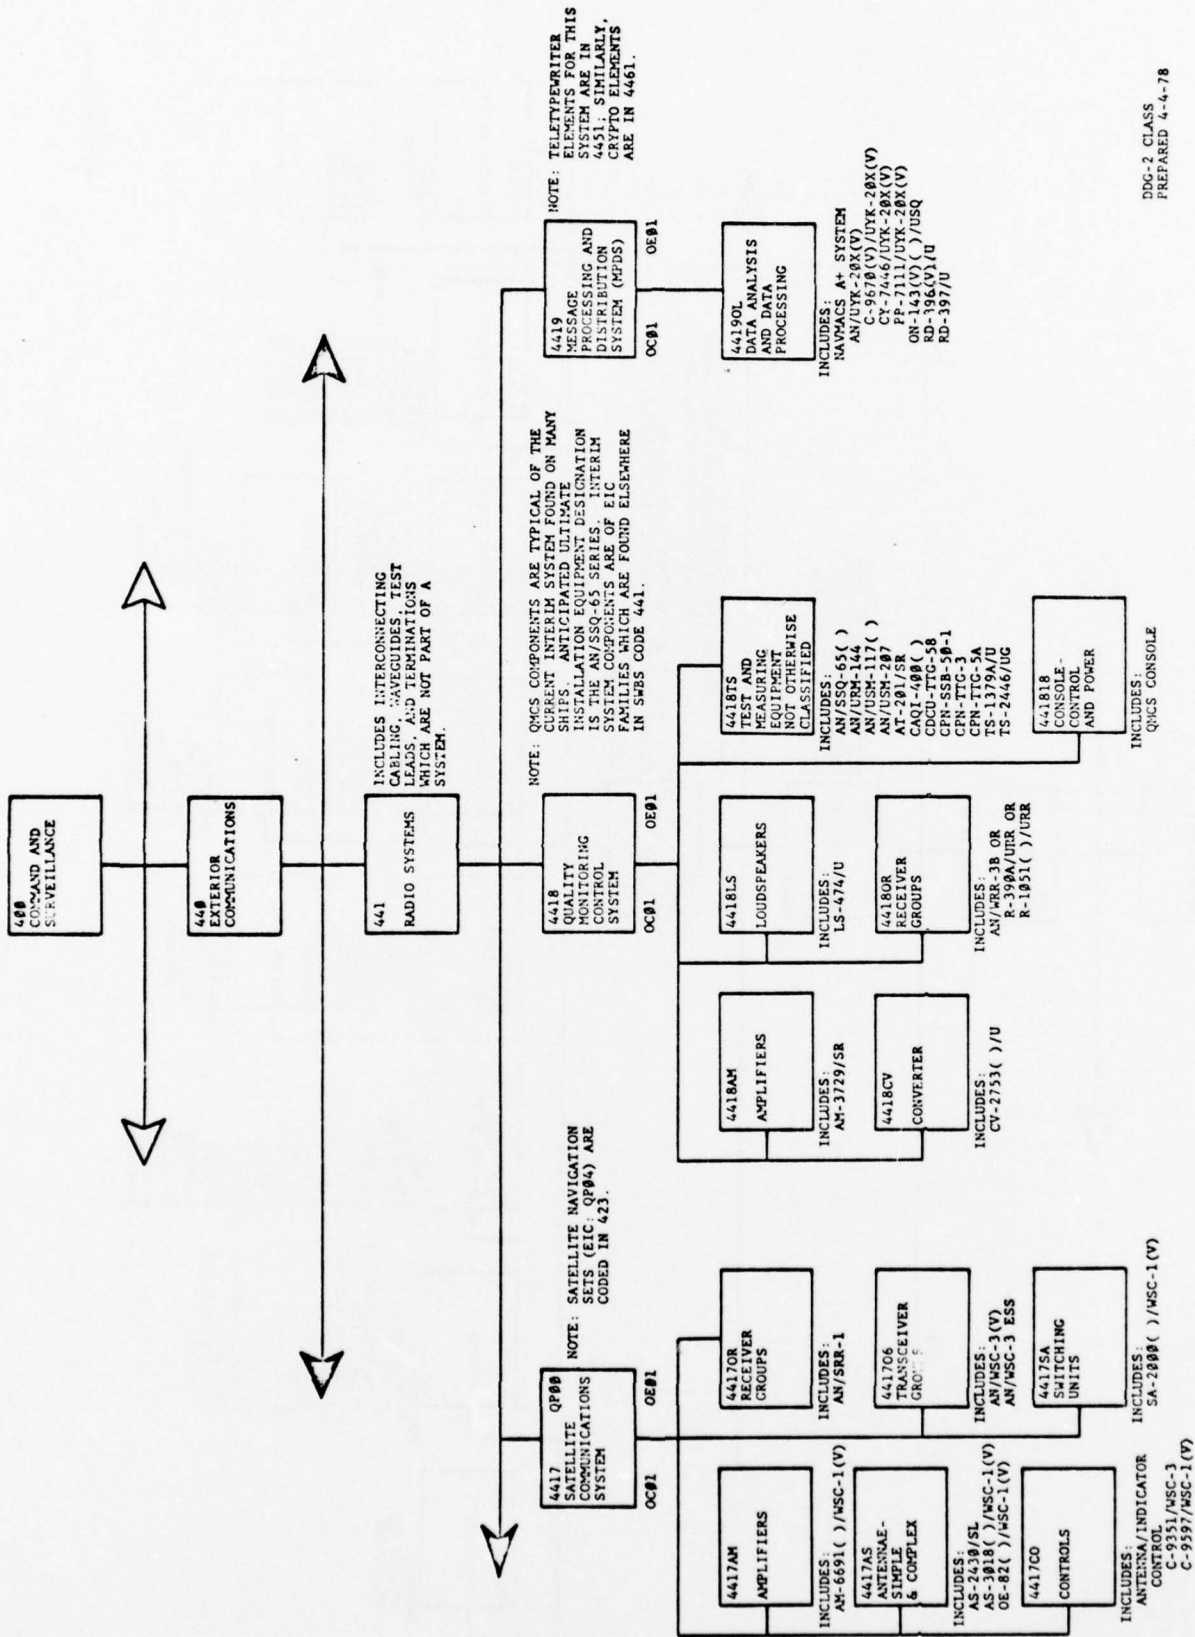 400
COMMAND AND
SURVEILLANCE
440
EXTERIOR
COMMUNICATIONS
441
RADIO SYSTEMS
INCLUDES INTERCONNECTING
CABLING, WAVEGUIDES, TEST
LEADS, AND TERMINATIONS
WHICH ARE NOT PART OF A
SYSTEM.
4417 QP00
SATELLITE
COMMUNICATIONS
SYSTEM
OC01 OE01
NOTE: SATELLITE NAVIGATION
SETS (EIC: QP04) ARE
CODED IN 423.
4417AM
AMPLIFIERS
INCLUDES:
AM-6691( )/WSC-1(V)
4417AS
ANTENNAE-
SIMPLE
& COMPLEX
INCLUDES:
AS-2430/SL
AS-3018( )/WSC-1(V)
OE-82( )/WSC-1(V)
4417CO
CONTROLS
INCLUDES:
ANTENNA/INDICATOR
CONTROL
C-9351/WSC-3
C-9597/WSC-1(V)
4417OR
RECEIVER
GROUPS
INCLUDES:
AN/SRR-1
4417O6
TRANSCEIVER
INCLUDES:
AN/WSC-3(V)
AN/WSC-3 ESS
4417SA
SWITCHING
UNITS
INCLUDES:
SA-2000( )/WSC-1(V)
4418
QUALITY
MONITORING
CONTROL
SYSTEM
OC01 OE01
NOTE: QMCS COMPONENTS ARE TYPICAL OF THE
CURRENT INTERIM SYSTEM FOUND ON MANY
SHIPS. ANTICIPATED ULTIMATE
INSTALLATION EQUIPMENT DESIGNATION
IS THE AN/SSQ-65 SERIES. INTERIM
SYSTEM COMPONENTS ARE OF EIC
FAMILIES WHICH ARE FOUND ELSEWHERE
IN SWBS CODE 441.
4418AM
AMPLIFIERS
INCLUDES:
AM-3729/SR
4418CV
CONVERTER
INCLUDES:
CV-2753( )/U
4418LS
LOUDSPEAKERS
INCLUDES:
LS-474/U
4418OR
RECEIVER
GROUPS
INCLUDES:
AN/WRR-3B OR
R-390A/URR OR
R-1051( )/URR
4418TS
TEST AND
MEASURING
EQUIPMENT
NOT OTHERWISE
CLASSIFIED
INCLUDES:
AN/SSQ-65( )
AN/URM-144
AN/USM-117( )
AN/USM-207
AT-201/SR
CAQI-400( )
CDCU-TTG-58
CPN-SSB-50-1
CPN-TTG-3
CPN-TTG-5A
TS-1379A/U
TS-2446/UG
441818
CONSOLE-
CONTROL
AND POWER
INCLUDES:
QMCS CONSOLE
4419
MESSAGE
PROCESSING AND
DISTRIBUTION
SYSTEM (MPDS)
OC01 OE01
NOTE: TELETYPEWRITER
ELEMENTS FOR THIS
SYSTEM ARE IN
4451; SIMILARLY,
CRYPTO ELEMENTS
ARE IN 4461.
4419OL
DATA ANALYSIS
AND DATA
PROCESSING
INCLUDES:
NAVMACS A+ SYSTEM
AN/UYK-20X(V)
C-9670(V)/UYK-20X(V)
CY-7446/UYK-20X(V)
PP-7111/UYK-20X(V)
ON-143(V)( )/USQ
RD-396(V)1/U
RD-397/U
DDG-2 CLASS
PREPARED 4-4-78